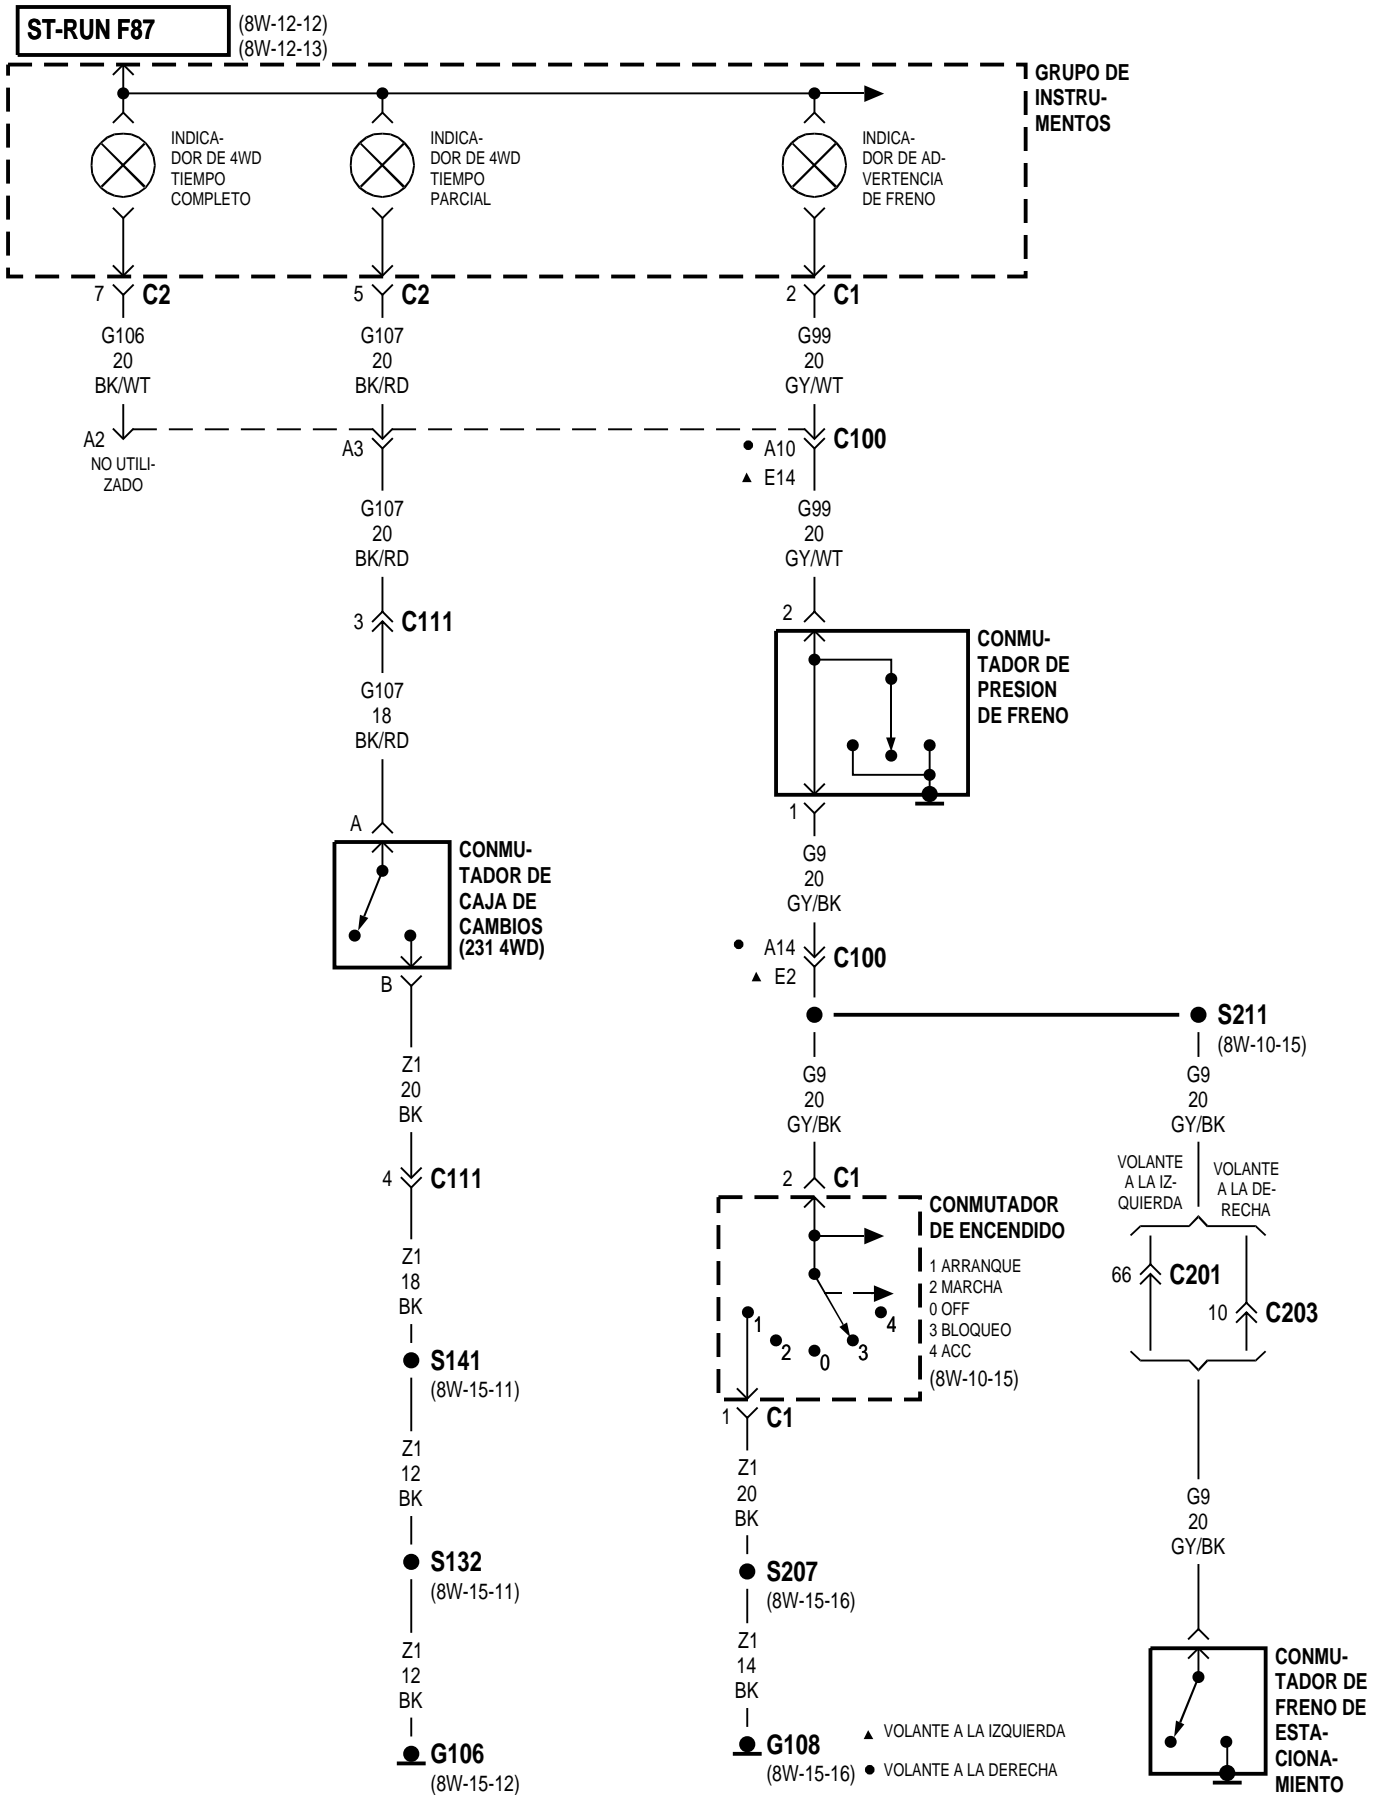 ST-RUN F87
(8W-12-12)
(8W-12-13)
GRUPO DE
INSTRU-
MENTOS
INDICA-
DOR DE 4WD
TIEMPO
COMPLETO
INDICA-
DOR DE 4WD
TIEMPO
PARCIAL
INDICA-
DOR DE AD-
VERTENCIA
DE FRENO
7 C2
5 C2
2 C1
G106
20
BK/WT
G107
20
BK/RD
G99
20
GY/WT
A2
NO UTILI-
ZADO
A3
C100
● A10
▲ E14
G107
20
BK/RD
G99
20
GY/WT
3 C111
2
CONMU-
TADOR DE
PRESION
DE FRENO
G107
18
BK/RD
1
A
CONMU-
TADOR DE
CAJA DE
CAMBIOS
(231 4WD)
B
G9
20
GY/BK
● A14
▲ E2
C100
S211
(8W-10-15)
Z1
20
BK
G9
20
GY/BK
G9
20
GY/BK
4 C111
2 C1
VOLANTE
A LA IZ-
QUIERDA
VOLANTE
A LA DE-
RECHA
CONMUTADOR
DE ENCENDIDO
1 ARRANQUE
2 MARCHA
0 OFF
3 BLOQUEO
4 ACC
(8W-10-15)
1
2
0
3
4
66 C201
10 C203
Z1
18
BK
S141
(8W-15-11)
1 C1
Z1
12
BK
Z1
20
BK
G9
20
GY/BK
S132
(8W-15-11)
S207
(8W-15-16)
Z1
12
BK
Z1
14
BK
G106
(8W-15-12)
G108
(8W-15-16)
▲ VOLANTE A LA IZQUIERDA
● VOLANTE A LA DERECHA
CONMU-
TADOR DE
FRENO DE
ESTA-
CIONA-
MIENTO